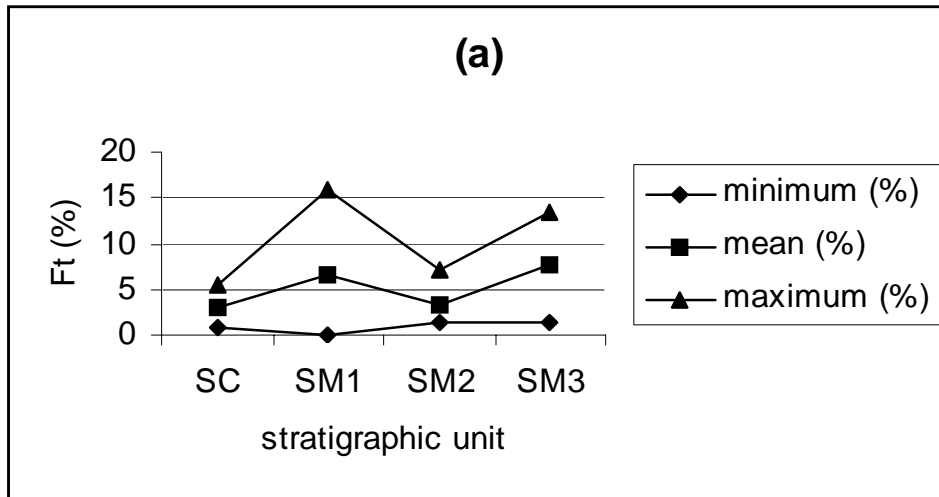 (a)
20
15
10
5
0
Ft (%)
SC SM1 SM2 SM3
stratigraphic unit
minimum (%)
mean (%)
maximum (%)